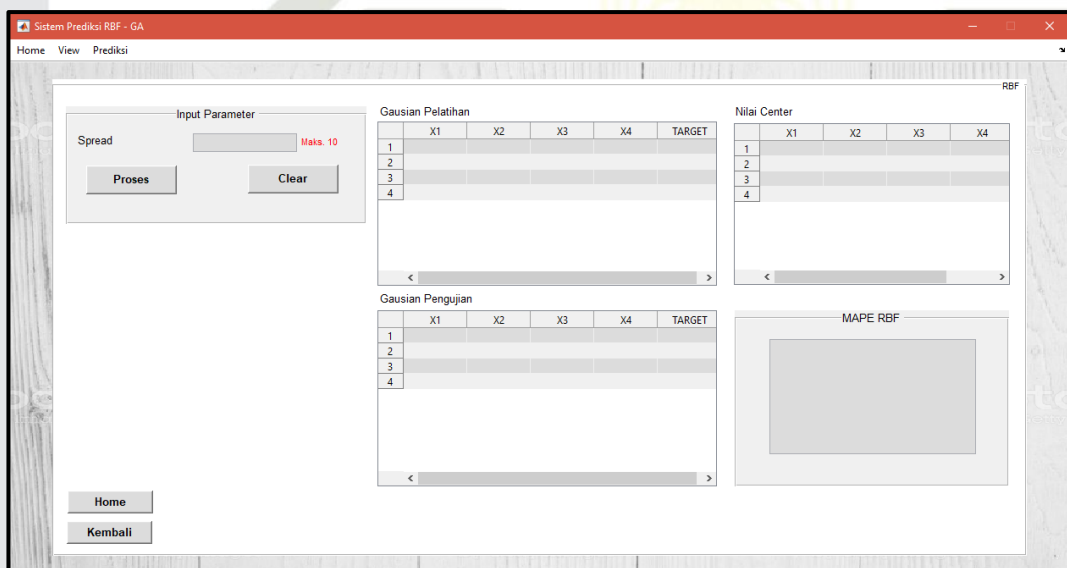 Sistem Prediksi RBF - GA
Home View Prediksi
RBF
Input Parameter
Spread
Maks. 10
Proses
Clear
Gausian Pelatihan
X1 X2 X3 X4 TARGET
1
2
3
4
Nilai Center
X1 X2 X3 X4
1
2
3
4
Gausian Pengujian
X1 X2 X3 X4 TARGET
1
2
3
4
MAPE RBF
Home
Kembali